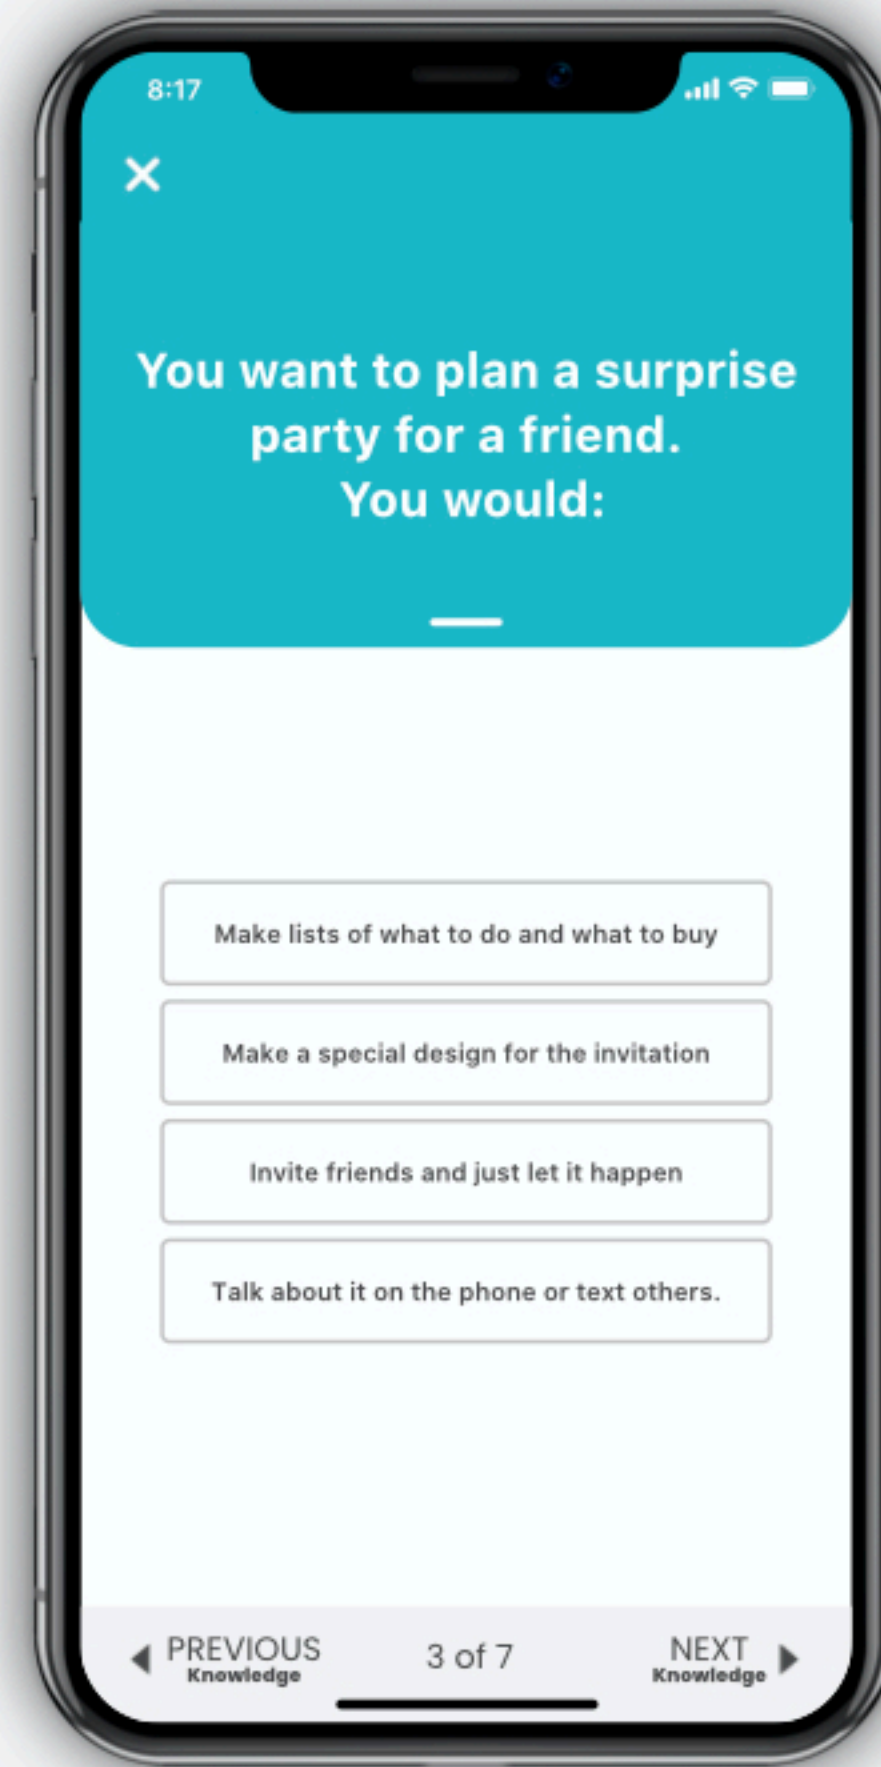 8:17
You want to plan a surprise
party for a friend.
You would:
Make lists of what to do and what to buy
Make a special design for the invitation
Invite friends and just let it happen
Talk about it on the phone or text others.
PREVIOUS
Knowledge
3 of 7
NEXT
Knowledge